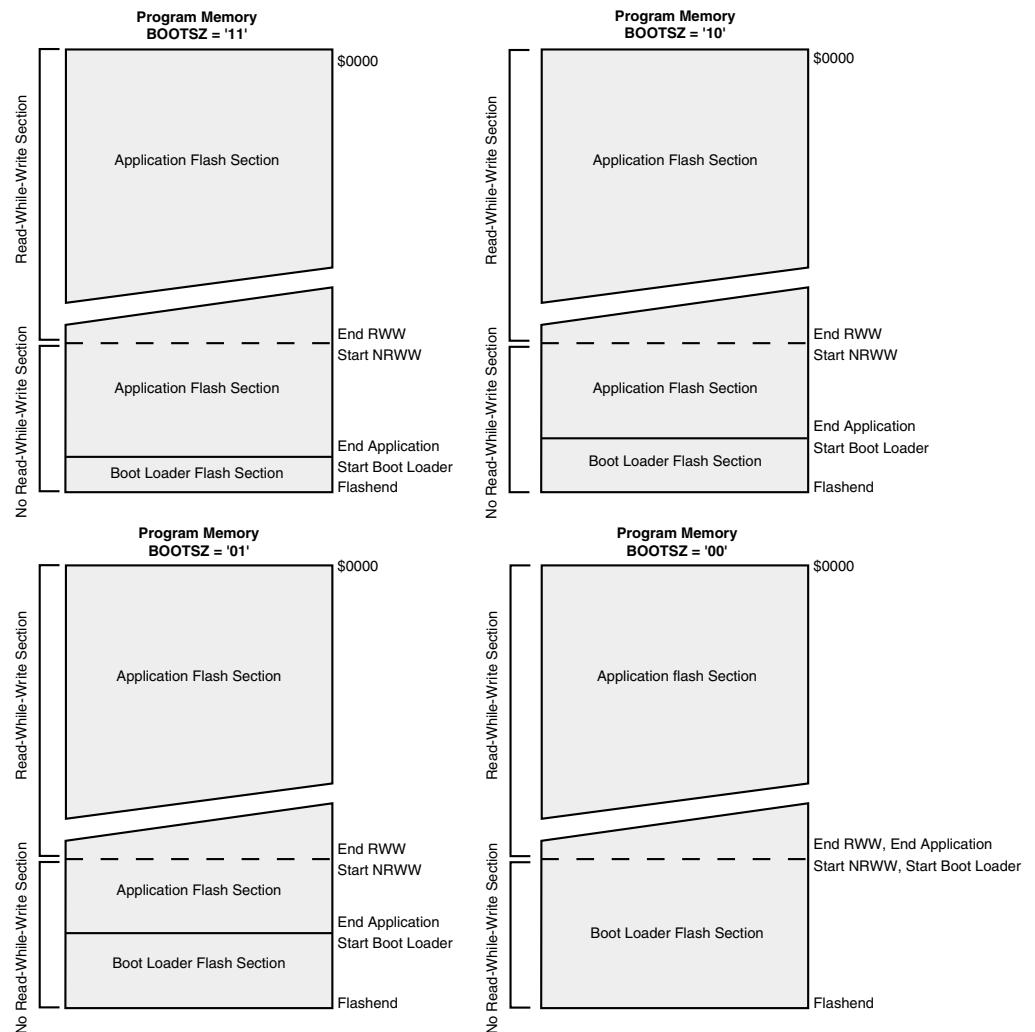 Program Memory
BOOTSZ = '11'
$0000
Read-While-Write Section
Application Flash Section
End RWW
Start NRWW
No Read-While-Write Section
Application Flash Section
End Application
Start Boot Loader
Boot Loader Flash Section
Flashend
Program Memory
BOOTSZ = '10'
$0000
Read-While-Write Section
Application Flash Section
End RWW
Start NRWW
No Read-While-Write Section
Application Flash Section
End Application
Start Boot Loader
Boot Loader Flash Section
Flashend
Program Memory
BOOTSZ = '01'
$0000
Read-While-Write Section
Application Flash Section
End RWW
Start NRWW
No Read-While-Write Section
Application Flash Section
End Application
Start Boot Loader
Boot Loader Flash Section
Flashend
Program Memory
BOOTSZ = '00'
$0000
Read-While-Write Section
Application flash Section
End RWW, End Application
Start NRWW, Start Boot Loader
No Read-While-Write Section
Boot Loader Flash Section
Flashend